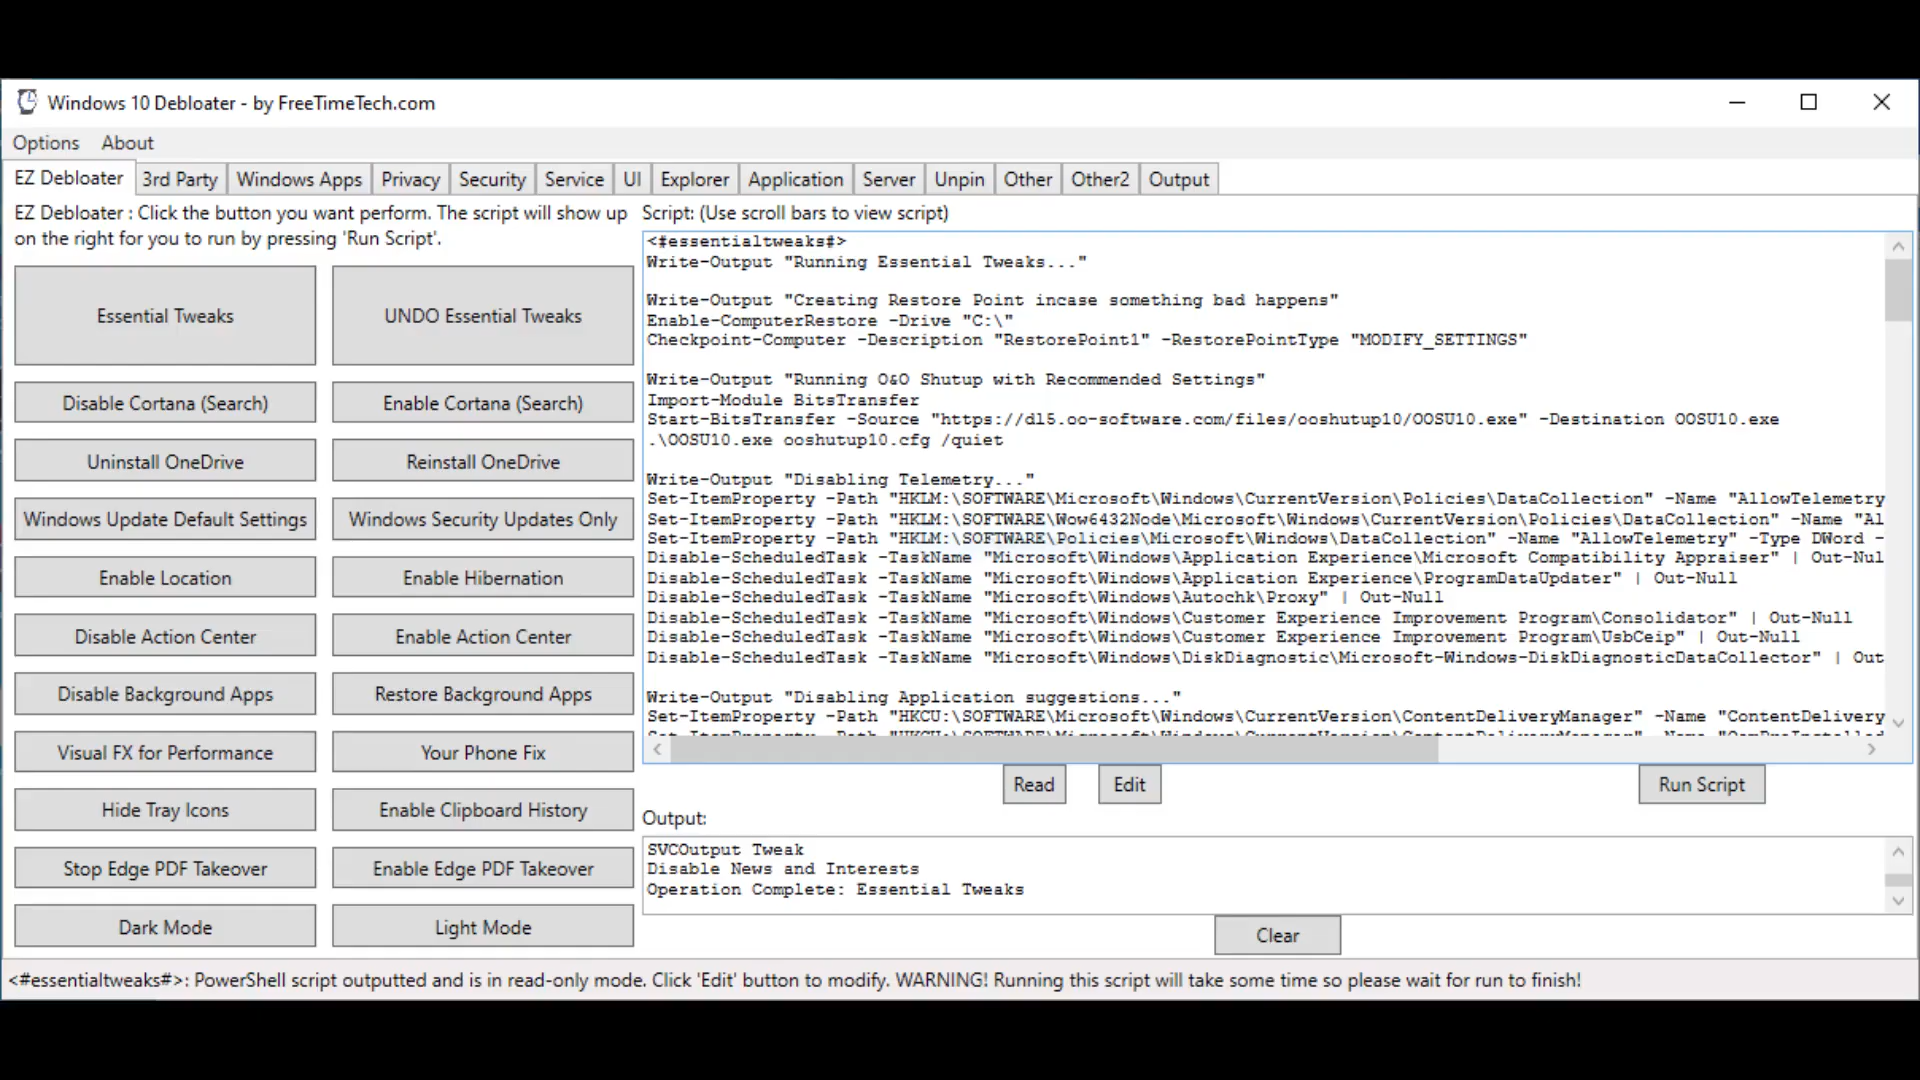 Windows 10 Debloater - by FreeTimeTech.com
Options About
EZ Debloater 3rd Party Windows Apps Privacy Security Service UI Explorer Application Server Unpin Other Other2 Output
EZ Debloater : Click the button you want perform. The script will show up
on the right for you to run by pressing 'Run Script'.
Essential Tweaks UNDO Essential Tweaks
Disable Cortana (Search) Enable Cortana (Search)
Uninstall OneDrive Reinstall OneDrive
Windows Update Default Settings Windows Security Updates Only
Enable Location Enable Hibernation
Disable Action Center Enable Action Center
Disable Background Apps Restore Background Apps
Visual FX for Performance Your Phone Fix
Hide Tray Icons Enable Clipboard History
Stop Edge PDF Takeover Enable Edge PDF Takeover
Dark Mode Light Mode
Script: (Use scroll bars to view script)
<#essentialtweaks#>
Write-Output "Running Essential Tweaks..."
Write-Output "Creating Restore Point incase something bad happens"
Enable-ComputerRestore -Drive "C:\"
Checkpoint-Computer -Description "RestorePoint1" -RestorePointType "MODIFY_SETTINGS"
Write-Output "Running O&O Shutup with Recommended Settings"
Import-Module BitsTransfer
Start-BitsTransfer -Source "https://dl5.oo-software.com/files/ooshutup10/OOSU10.exe" -Destination OOSU10.exe
.\OOSU10.exe ooshutup10.cfg /quiet
Write-Output "Disabling Telemetry..."
Set-ItemProperty -Path "HKLM:\SOFTWARE\Microsoft\Windows\CurrentVersion\Policies\DataCollection" -Name "AllowTelemetry
Set-ItemProperty -Path "HKLM:\SOFTWARE\Wow6432Node\Microsoft\Windows\CurrentVersion\Policies\DataCollection" -Name "Al
Set-ItemProperty -Path "HKLM:\SOFTWARE\Policies\Microsoft\Windows\DataCollection" -Name "AllowTelemetry" -Type DWord -
Disable-ScheduledTask -TaskName "Microsoft\Windows\Application Experience\Microsoft Compatibility Appraiser" | Out-Nul
Disable-ScheduledTask -TaskName "Microsoft\Windows\Application Experience\ProgramDataUpdater" | Out-Null
Disable-ScheduledTask -TaskName "Microsoft\Windows\Autochk\Proxy" | Out-Null
Disable-ScheduledTask -TaskName "Microsoft\Windows\Customer Experience Improvement Program\Consolidator" | Out-Null
Disable-ScheduledTask -TaskName "Microsoft\Windows\Customer Experience Improvement Program\UsbCeip" | Out-Null
Disable-ScheduledTask -TaskName "Microsoft\Windows\DiskDiagnostic\Microsoft-Windows-DiskDiagnosticDataCollector" | Out
Write-Output "Disabling Application suggestions..."
Set-ItemProperty -Path "HKCU:\SOFTWARE\Microsoft\Windows\CurrentVersion\ContentDeliveryManager" -Name "ContentDelivery
Read Edit Run Script
Output:
SVCOutput Tweak
Disable News and Interests
Operation Complete: Essential Tweaks
Clear
<#essentialtweaks#>: PowerShell script outputted and is in read-only mode. Click 'Edit' button to modify. WARNING! Running this script will take some time so please wait for run to finish!